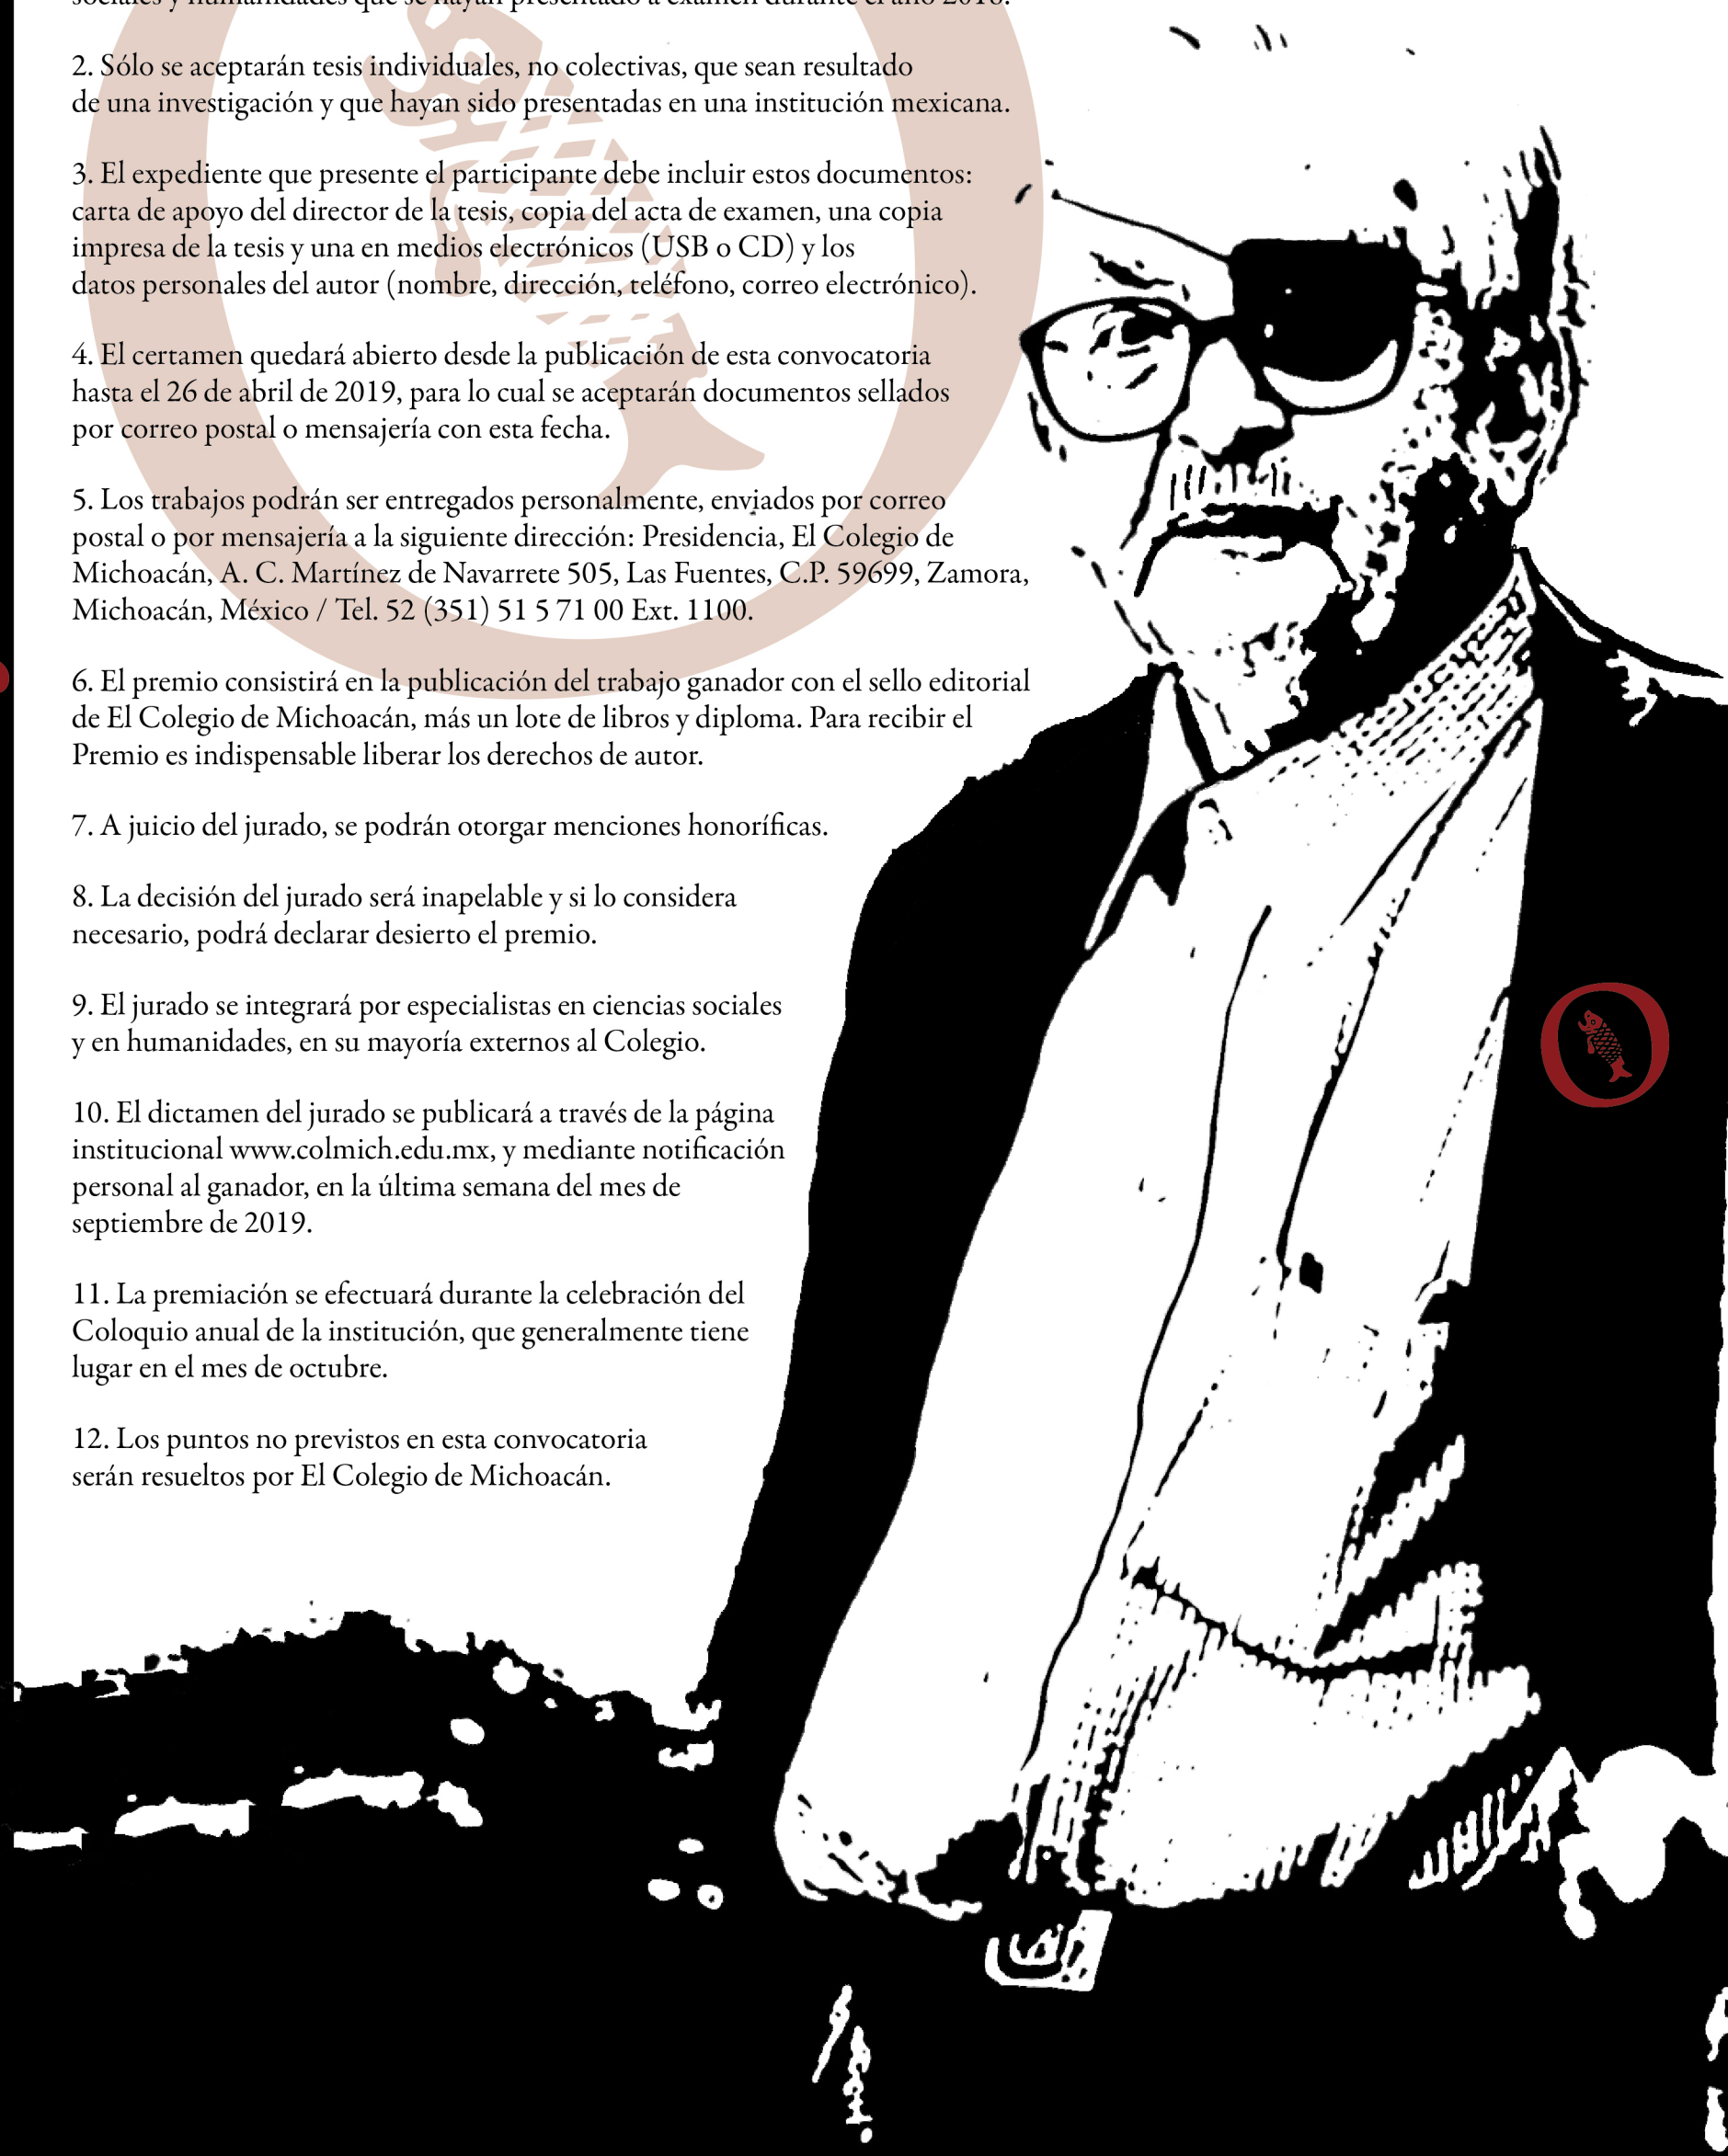 sociales y humanidades que se hayan presentado a examen durante el año 2018.
2. Sólo se aceptarán tesis individuales, no colectivas, que sean resultado
de una investigación y que hayan sido presentadas en una institución mexicana.
3. El expediente que presente el participante debe incluir estos documentos:
carta de apoyo del director de la tesis, copia del acta de examen, una copia
impresa de la tesis y una en medios electrónicos (USB o CD) y los
datos personales del autor (nombre, dirección, teléfono, correo electrónico).
4. El certamen quedará abierto desde la publicación de esta convocatoria
hasta el 26 de abril de 2019, para lo cual se aceptarán documentos sellados
por correo postal o mensajería con esta fecha.
5. Los trabajos podrán ser entregados personalmente, enviados por correo
postal o por mensajería a la siguiente dirección: Presidencia, El Colegio de
Michoacán, A. C. Martínez de Navarrete 505, Las Fuentes, C.P. 59699, Zamora,
Michoacán, México / Tel. 52 (351) 51 5 71 00 Ext. 1100.
6. El premio consistirá en la publicación del trabajo ganador con el sello editorial
de El Colegio de Michoacán, más un lote de libros y diploma. Para recibir el
Premio es indispensable liberar los derechos de autor.
7. A juicio del jurado, se podrán otorgar menciones honoríficas.
8. La decisión del jurado será inapelable y si lo considera
necesario, podrá declarar desierto el premio.
9. El jurado se integrará por especialistas en ciencias sociales
y en humanidades, en su mayoría externos al Colegio.
10. El dictamen del jurado se publicará a través de la página
institucional www.colmich.edu.mx, y mediante notificación
personal al ganador, en la última semana del mes de
septiembre de 2019.
11. La premiación se efectuará durante la celebración del
Coloquio anual de la institución, que generalmente tiene
lugar en el mes de octubre.
12. Los puntos no previstos en esta convocatoria
serán resueltos por El Colegio de Michoacán.